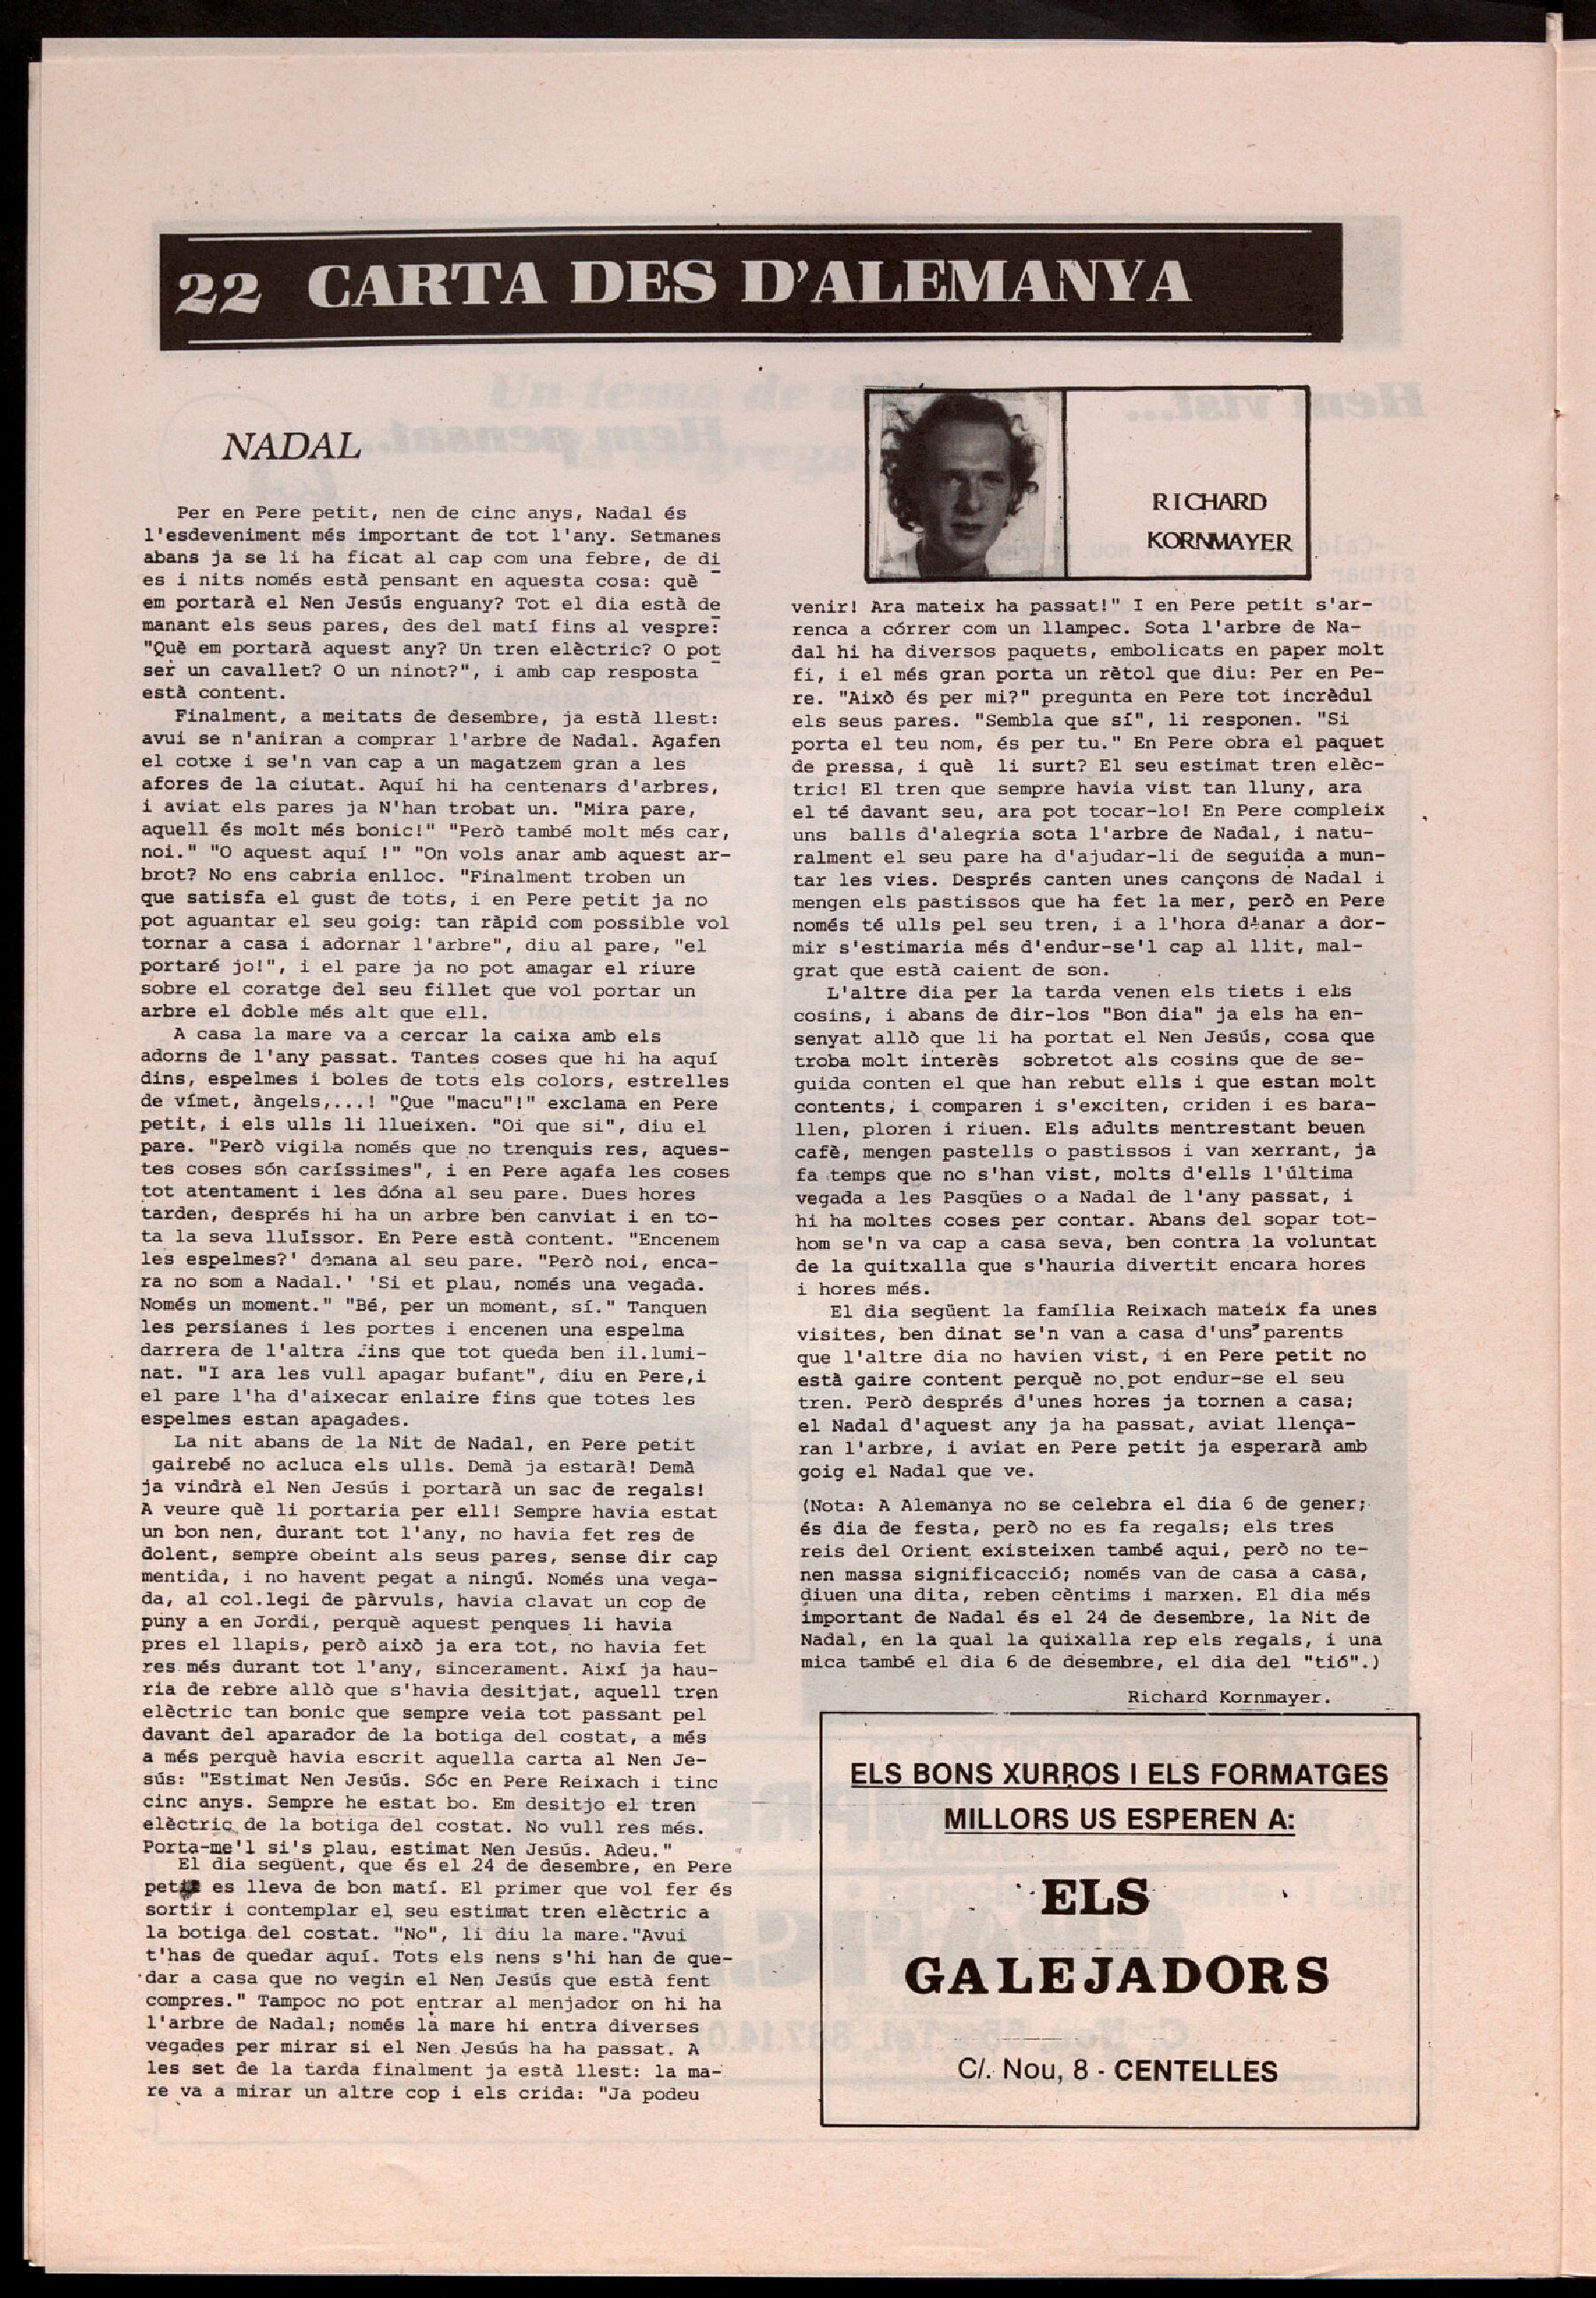 22 CARTA DES D'ALEMANYA
NADAL
Per en Pere petit, nen de cinc anys, Nadal és
l'esdeveniment més important de tot l'any. Setmanes
abans ja se li ha ficat al cap com una febre, de di
es i nits només està pensant en aquesta cosa: què
em portarà el Nen Jesús enguany? Tot el dia està de
manant els seus pares, des del matí fins al vespre:
"Què em portarà aquest any? Un tren elèctric? O pot
ser un cavallet? O un ninot?", i amb cap resposta
està content.
Finalment, a meitats de desembre, ja està llest:
avui se n'aniran a comprar l'arbre de Nadal. Agafen
el cotxe i se'n van cap a un magatzem gran a les
afores de la ciutat. Aquí hi ha centenars d'arbres,
i aviat els pares ja N'han trobat un. "Mira pare,
aquell és molt més bonic!" "Però també molt més car,
noi." "O aquest aquí !" "On vols anar amb aquest ar-
brot? No ens cabria enlloc. "Finalment troben un
que satisfa el gust de tots, i en Pere petit ja no
pot aguantar el seu goig: tan ràpid com possible vol
tornar a casa i adornar l'arbre", diu al pare, "el
portaré jo!", i el pare ja no pot amagar el riure
sobre el coratge del seu fillet que vol portar un
arbre el doble més alt que ell.
A casa la mare va a cercar la caixa amb els
adorns de l'any passat. Tantes coses que hi ha aquí
dins, espelmes i boles de tots els colors, estrelles
de vímet, àngels,...! "Que "macu"!" exclama en Pere
petit, i els ulls li llueixen. "Oi que si", diu el
pare. "Però vigila només que no trenquis res, aques-
tes coses són caríssimes", i en Pere agafa les coses
tot atentament i les dóna al seu pare. Dues hores
tarden, després hi ha un arbre ben canviat i en to-
ta la seva lluïssor. En Pere està content. "Encenem
les espelmes?' demana al seu pare. "Però noi, enca-
ra no som a Nadal.' 'Si et plau, només una vegada.
Només un moment." "Bé, per un moment, sí." Tanquen
les persianes i les portes i encenen una espelma
darrera de l'altra fins que tot queda ben il.lumi-
nat. "I ara les vull apagar bufant", diu en Pere,i
el pare l'ha d'aixecar enlaire fins que totes les
espelmes estan apagades.
La nit abans de la Nit de Nadal, en Pere petit
gairebé no acluca els ulls. Demà ja estarà! Demà
ja vindrà el Nen Jesús i portarà un sac de regals!
A veure què li portaria per ell! Sempre havia estat
un bon nen, durant tot l'any, no havia fet res de
dolent, sempre obeint als seus pares, sense dir cap
mentida, i no havent pegat a ningú. Només una vega-
da, al col.legi de pàrvuls, havia clavat un cop de
puny a en Jordi, perquè aquest penques li havia
pres el llapis, però això ja era tot, no havia fet
res més durant tot l'any, sincerament. Així ja hau-
ria de rebre allò que s'havia desitjat, aquell tren
elèctric tan bonic que sempre veia tot passant pel
davant del aparador de la botiga del costat, a més
a més perquè havia escrit aquella carta al Nen Je-
sús: "Estimat Nen Jesús. Sóc en Pere Reixach i tinc
cinc anys. Sempre he estat bo. Em desitjo el tren
elèctric de la botiga del costat. No vull res més.
Porta-me'l si's plau, estimat Nen Jesús. Adeu."
El dia següent, que és el 24 de desembre, en Pere
petit es lleva de bon matí. El primer que vol fer és
sortir i contemplar el seu estimat tren elèctric a
la botiga del costat. "No", li diu la mare."Avui
t'has de quedar aquí. Tots els nens s'hi han de que-
dar a casa que no vegin el Nen Jesús que està fent
compres." Tampoc no pot entrar al menjador on hi ha
l'arbre de Nadal; només la mare hi entra diverses
vegades per mirar si el Nen Jesús ha ha passat. A
les set de la tarda finalment ja està llest: la ma-
re va a mirar un altre cop i els crida: "Ja podeu
RICHARD
KORNMAYER
venir! Ara mateix ha passat!" I en Pere petit s'ar-
renca a córrer com un llampec. Sota l'arbre de Na-
dal hi ha diversos paquets, embolicats en paper molt
fi, i el més gran porta un rètol que diu: Per en Pe-
re. "Això és per mi?" pregunta en Pere tot incrèdul
els seus pares. "Sembla que sí", li responen. "Si
porta el teu nom, és per tu." En Pere obra el paquet
de pressa, i què li surt? El seu estimat tren elèc-
tric! El tren que sempre havia vist tan lluny, ara
el té davant seu, ara pot tocar-lo! En Pere compleix
uns balls d'alegria sota l'arbre de Nadal, i natu-
ralment el seu pare ha d'ajudar-li de seguida a mun-
tar les vies. Després canten unes cançons de Nadal i
mengen els pastissos que ha fet la mer, però en Pere
només té ulls pel seu tren, i a l'hora d'anar a dor-
mir s'estimaria més d'endur-se'l cap al llit, mal-
grat que està caient de son.
L'altre dia per la tarda venen els tiets i els
cosins, i abans de dir-los "Bon dia" ja els ha en-
senyat allò que li ha portat el Nen Jesús, cosa que
troba molt interès sobretot als cosins que de se-
guida conten el que han rebut ells i que estan molt
contents, i comparen i s'exciten, criden i es bara-
llen, ploren i riuen. Els adults mentrestant beuen
cafè, mengen pastells o pastissos i van xerrant, ja
fa temps que no s'han vist, molts d'ells l'última
vegada a les Pasqües o a Nadal de l'any passat, i
hi ha moltes coses per contar. Abans del sopar tot-
hom se'n va cap a casa seva, ben contra la voluntat
de la quitxalla que s'hauria divertit encara hores
i hores més.
El dia següent la família Reixach mateix fa unes
visites, ben dinat se'n van a casa d'uns parents
que l'altre dia no havien vist, i en Pere petit no
està gaire content perquè no pot endur-se el seu
tren. Però després d'unes hores ja tornen a casa;
el Nadal d'aquest any ja ha passat, aviat llença-
ran l'arbre, i aviat en Pere petit ja esperarà amb
goig el Nadal que ve.
(Nota: A Alemanya no se celebra el dia 6 de gener;
és dia de festa, però no es fa regals; els tres
reis del Orient existeixen també aqui, però no te-
nen massa significacció; només van de casa a casa,
diuen una dita, reben cèntims i marxen. El dia més
important de Nadal és el 24 de desembre, la Nit de
Nadal, en la qual la quixalla rep els regals, i una
mica també el dia 6 de desembre, el dia del "tió".)
Richard Kornmayer.
ELS BONS XURROS I ELS FORMATGES
MILLORS US ESPEREN A:
ELS
GALEJADORS
C/. Nou, 8 - CENTELLES